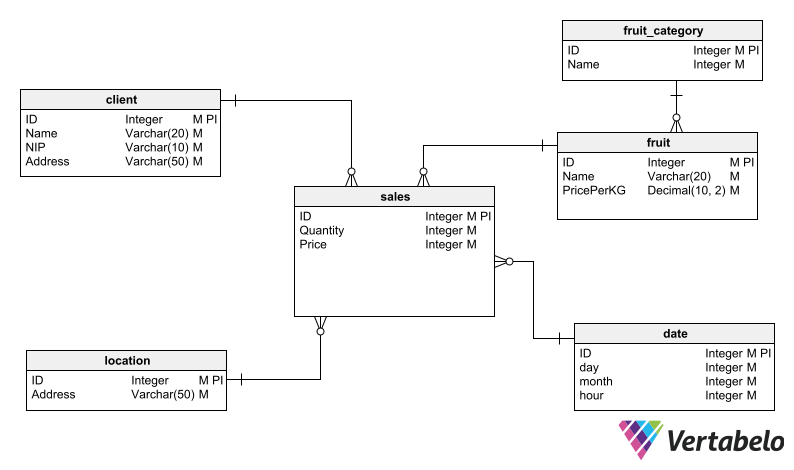 fruit_category
ID Integer M PI
Name Integer M
client
ID Integer M PI
Name Varchar(20) M
NIP Varchar(10) M
Address Varchar(50) M
fruit
ID Integer M PI
Name Varchar(20) M
PricePerKG Decimal(10, 2) M
sales
ID Integer M PI
Quantity Integer M
Price Integer M
location
ID Integer M PI
Address Varchar(50) M
date
ID Integer M PI
day Integer M
month Integer M
hour Integer M
Vertabelo